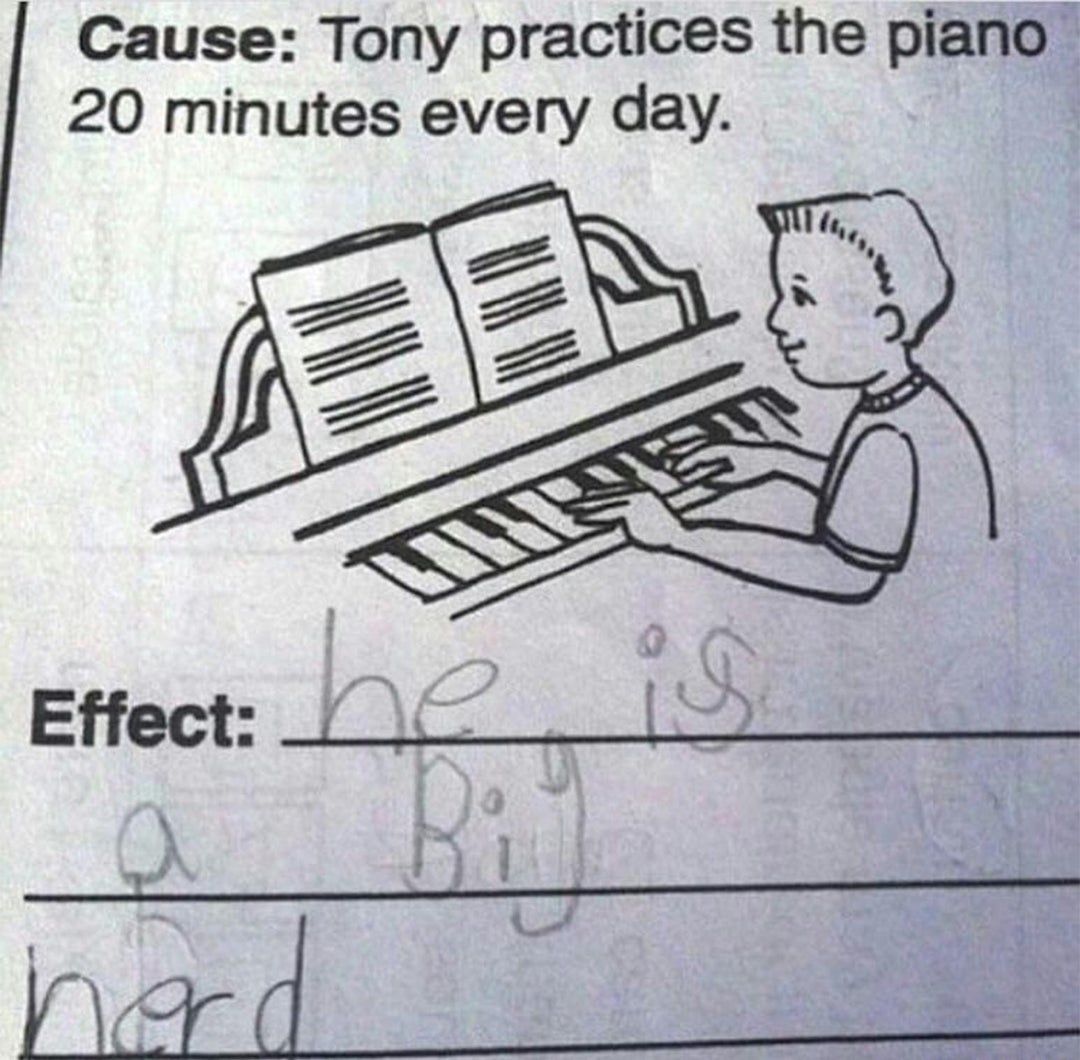 Cause: Tony practices the piano
20 minutes every day.
Effect: he is
a Big
nerd